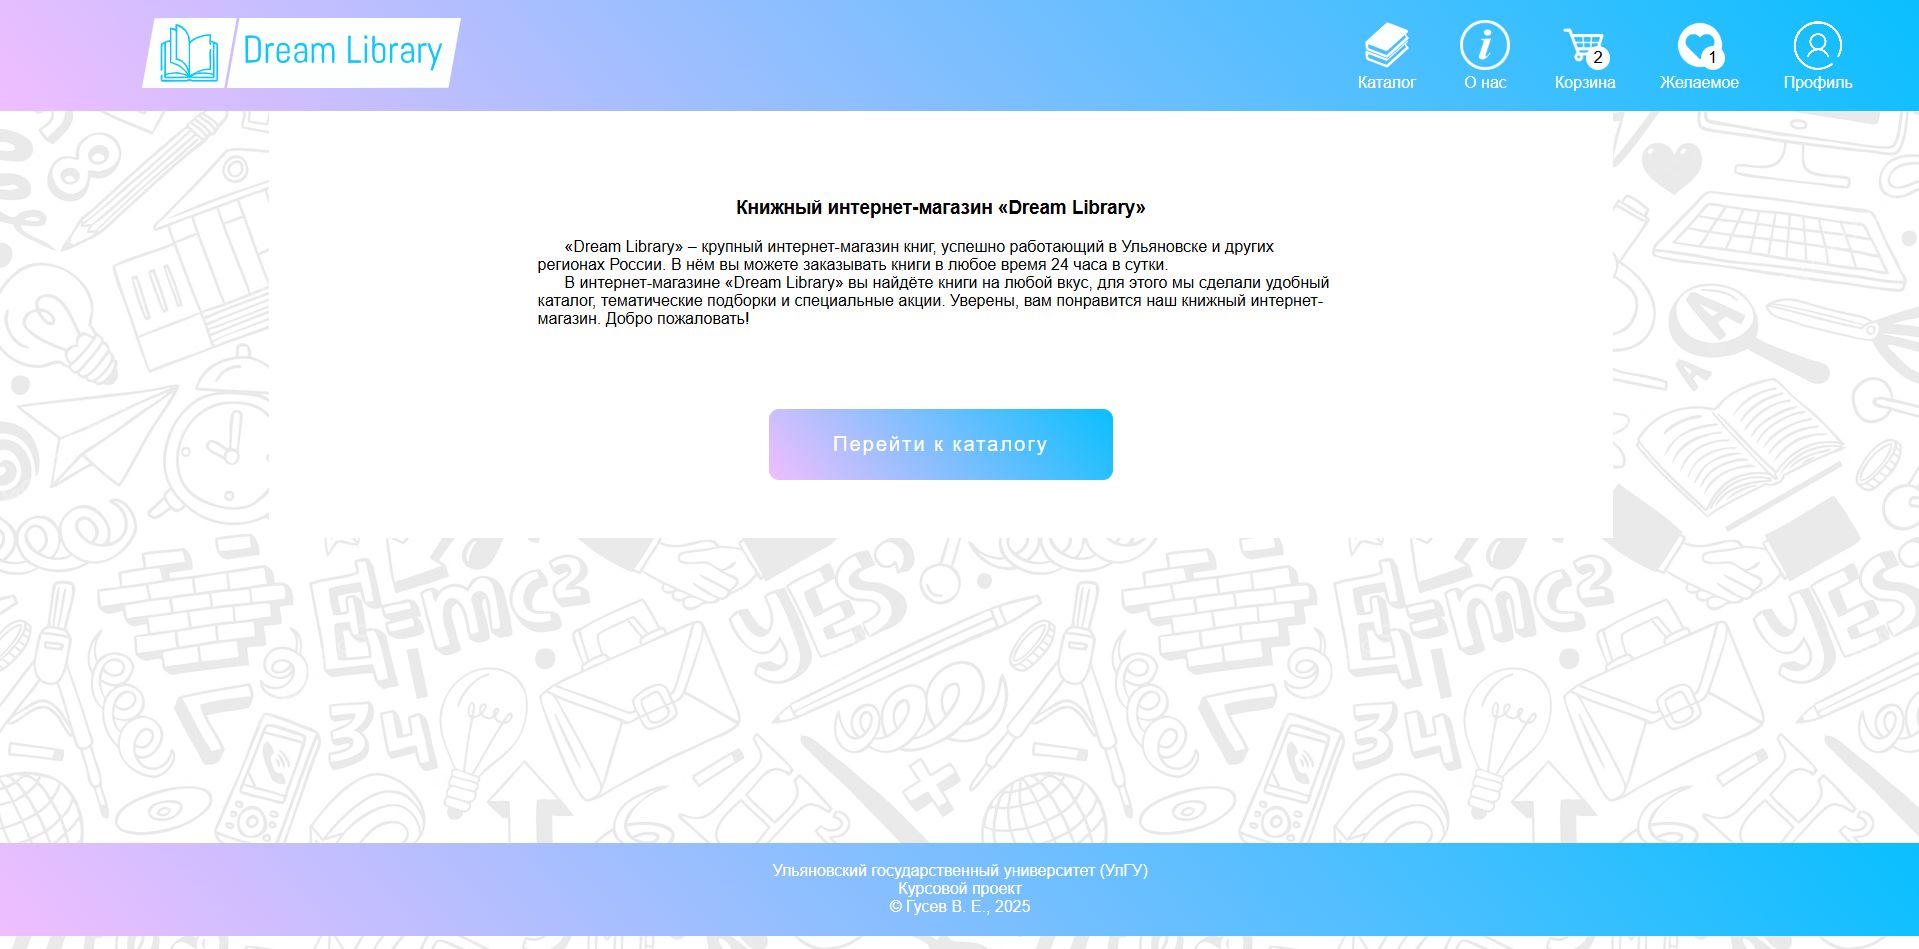 Dream Library
Каталог
О нас
2
Корзина
1
Желаемое
Профиль
Книжный интернет-магазин «Dream Library»
«Dream Library» – крупный интернет-магазин книг, успешно работающий в Ульяновске и других
регионах России. В нём вы можете заказывать книги в любое время 24 часа в сутки.
В интернет-магазине «Dream Library» вы найдёте книги на любой вкус, для этого мы сделали удобный
каталог, тематические подборки и специальные акции. Уверены, вам понравится наш книжный интернет-
магазин. Добро пожаловать!
Перейти к каталогу
A
A
E=mc²
YES
E=mc²
YES
34
34
Ульяновский государственный университет (УлГУ)
Курсовой проект
© Гусев В. Е., 2025